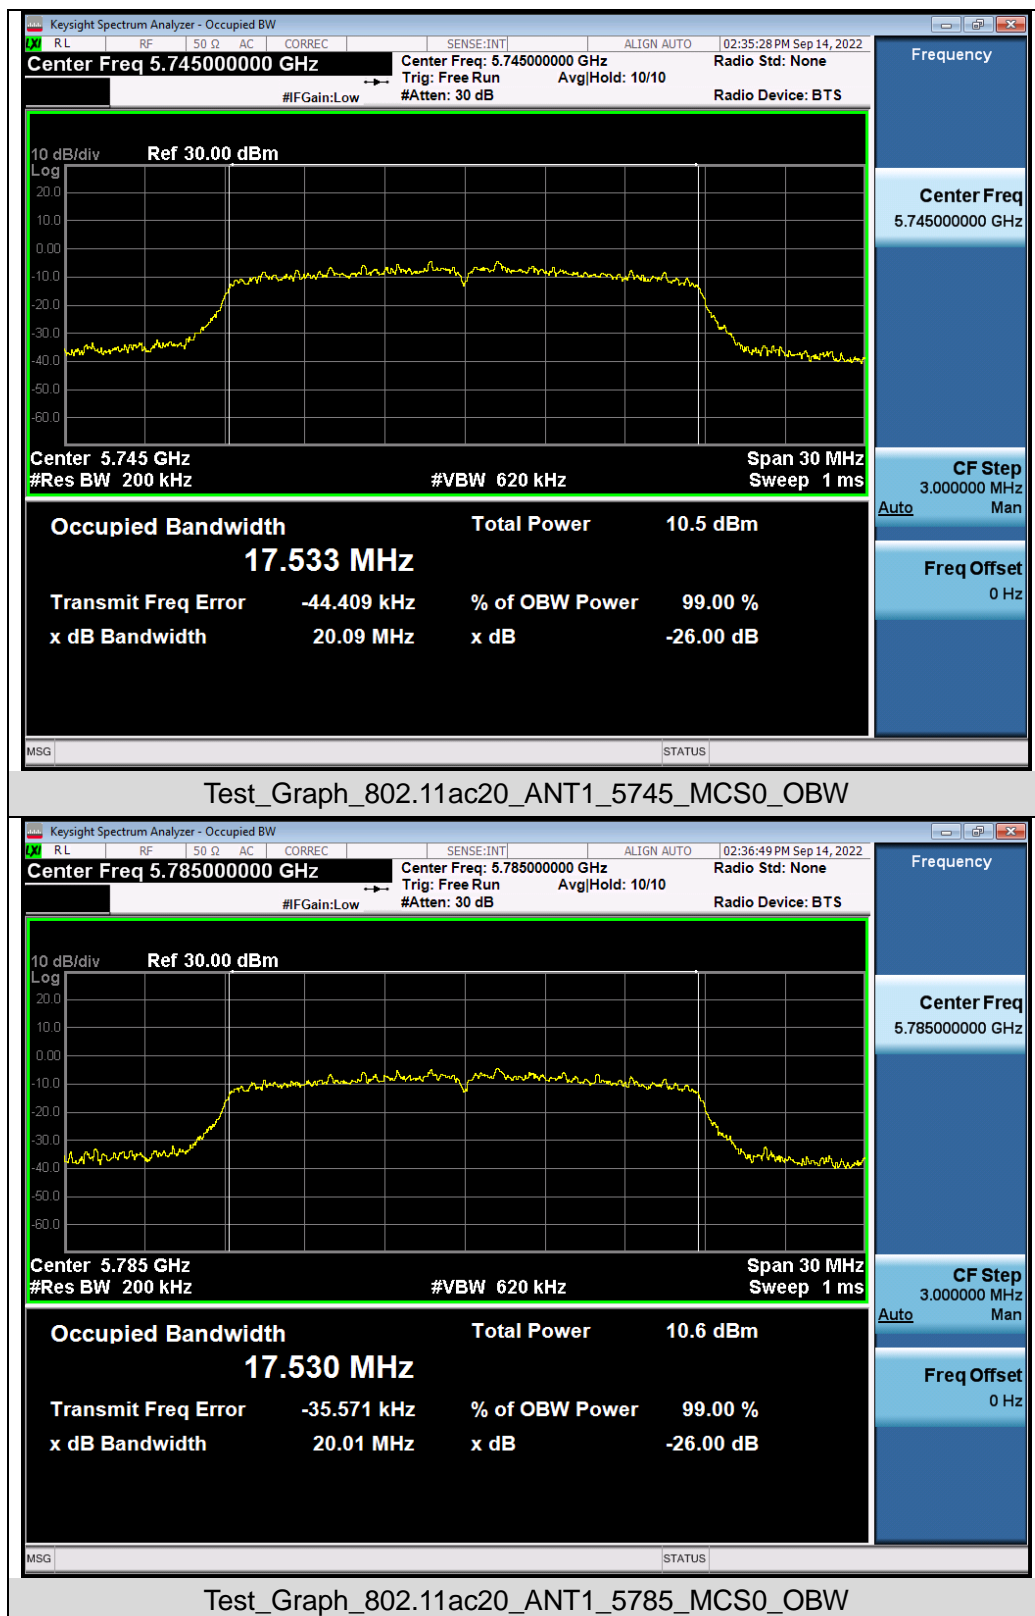 Keysight Spectrum Analyzer - Occupied BW
LXI RL RF 50 Ω AC CORREC SENSE:INT ALIGN AUTO 02:35:28 PM Sep 14, 2022
Center Freq 5.745000000 GHz
Center Freq: 5.745000000 GHz
Radio Std: None
Trig: Free Run Avg|Hold: 10/10
#IFGain:Low
#Atten: 30 dB
Radio Device: BTS
Frequency
10 dB/div Ref 30.00 dBm
Log
20.0
10.0
0.00
-10.0
-20.0
-30.0
-40.0
-50.0
-60.0
Center 5.745 GHz
Span 30 MHz
#Res BW 200 kHz
#VBW 620 kHz
Sweep 1 ms
Center Freq
5.745000000 GHz
CF Step
3.000000 MHz
Auto Man
Freq Offset
0 Hz
Occupied Bandwidth
Total Power 10.5 dBm
17.533 MHz
Transmit Freq Error -44.409 kHz % of OBW Power 99.00 %
x dB Bandwidth 20.09 MHz x dB -26.00 dB
MSG STATUS
Test_Graph_802.11ac20_ANT1_5745_MCS0_OBW
Keysight Spectrum Analyzer - Occupied BW
LXI RL RF 50 Ω AC CORREC SENSE:INT ALIGN AUTO 02:36:49 PM Sep 14, 2022
Center Freq 5.785000000 GHz
Center Freq: 5.785000000 GHz
Radio Std: None
Trig: Free Run Avg|Hold: 10/10
#IFGain:Low
#Atten: 30 dB
Radio Device: BTS
Frequency
10 dB/div Ref 30.00 dBm
Log
20.0
10.0
0.00
-10.0
-20.0
-30.0
-40.0
-50.0
-60.0
Center 5.785 GHz
Span 30 MHz
#Res BW 200 kHz
#VBW 620 kHz
Sweep 1 ms
Center Freq
5.785000000 GHz
CF Step
3.000000 MHz
Auto Man
Freq Offset
0 Hz
Occupied Bandwidth
Total Power 10.6 dBm
17.530 MHz
Transmit Freq Error -35.571 kHz % of OBW Power 99.00 %
x dB Bandwidth 20.01 MHz x dB -26.00 dB
MSG STATUS
Test_Graph_802.11ac20_ANT1_5785_MCS0_OBW